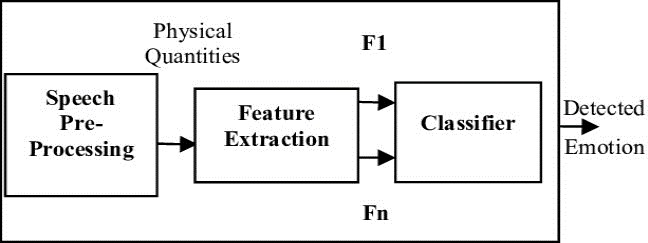 Physical
Quantities
F1
Speech
Pre-
Processing
Feature
Extraction
Classifier
Detected
Emotion
Fn